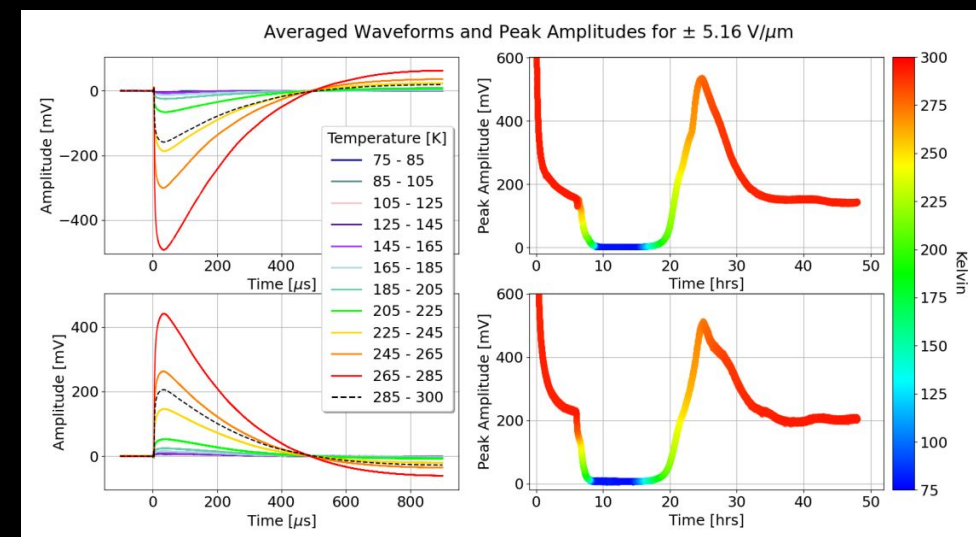 Averaged Waveforms and Peak Amplitudes for ± 5.16 V/μm
Amplitude [mV]
0
−200
−400
0
200
400
Time [μs]
Temperature [K]
75 - 85
85 - 105
105 - 125
125 - 145
145 - 165
165 - 185
185 - 205
205 - 225
225 - 245
245 - 265
265 - 285
285 - 300
Peak Amplitude [mV]
600
400
200
0
0
10
20
30
40
50
Time [hrs]
Amplitude [mV]
400
200
0
0
200
400
600
800
Time [μs]
Peak Amplitude [mV]
600
400
200
0
0
10
20
30
40
50
Time [hrs]
300
275
250
225
200
175
150
125
100
75
Kelvin